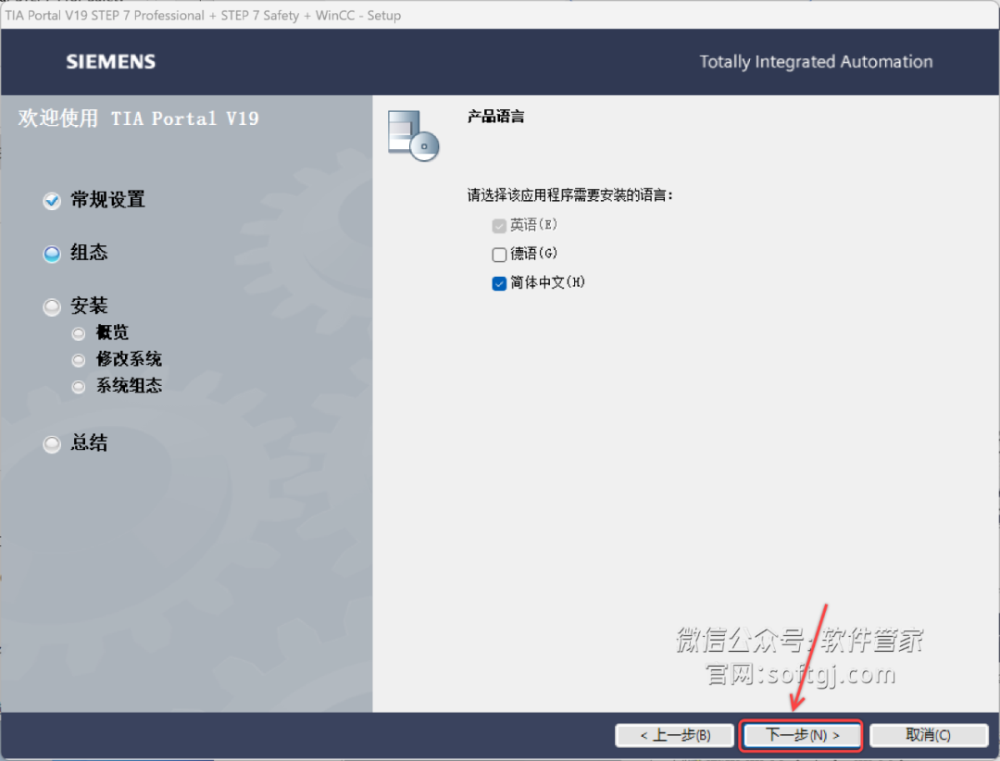 TIA Portal V19 STEP 7 Professional + STEP 7 Safety + WinCC - Setup
SIEMENS
Totally Integrated Automation
欢迎使用 TIA Portal V19
常规设置
组态
安装
概览
修改系统
系统组态
总结
产品语言
请选择该应用程序需要安装的语言:
英语(E)
德语(G)
简体中文(H)
微信公众号:软件管家
官网:softgj.com
< 上一步(B)
下一步(N) >
取消(C)